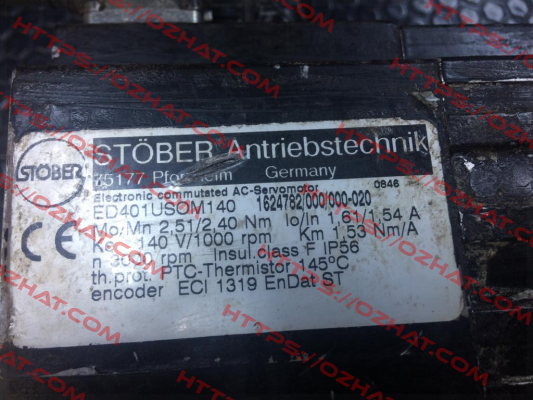 STÖBER
STÖBER Antriebstechnik
75177 Pforzheim Germany
Electronic commutated AC-Servomotor 0846
ED401USOM140 1624782/000/000-020
Mo/Mn 2,51/2,40 Nm Io/In 1,61/1,54 A
Ke 140 V/1000 rpm Km 1,53 Nm/A
n 3000 rpm Insul.class F IP56
th.prot. PTC-Thermistor 145°C
encoder ECI 1319 EnDat ST
HTTPS://OZHAT.COM